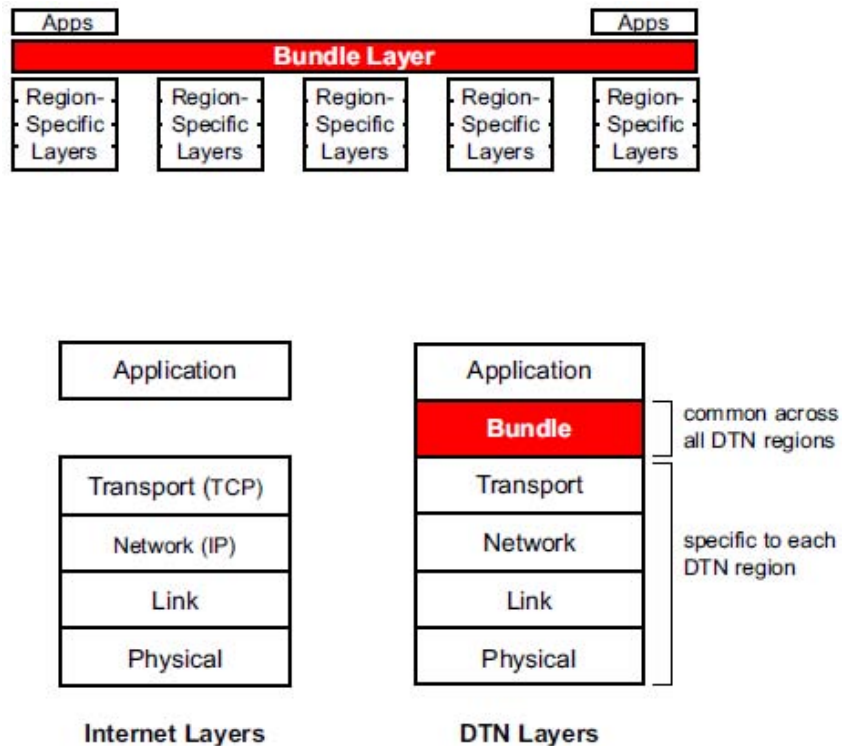 Apps Apps
Bundle Layer
Region- Region- Region- Region- Region-
Specific Specific Specific Specific Specific
Layers Layers Layers Layers Layers
Application Application
Bundle
common across
all DTN regions
Transport (TCP) Transport
Network (IP) Network
specific to each
DTN region
Link Link
Physical Physical
Internet Layers DTN Layers